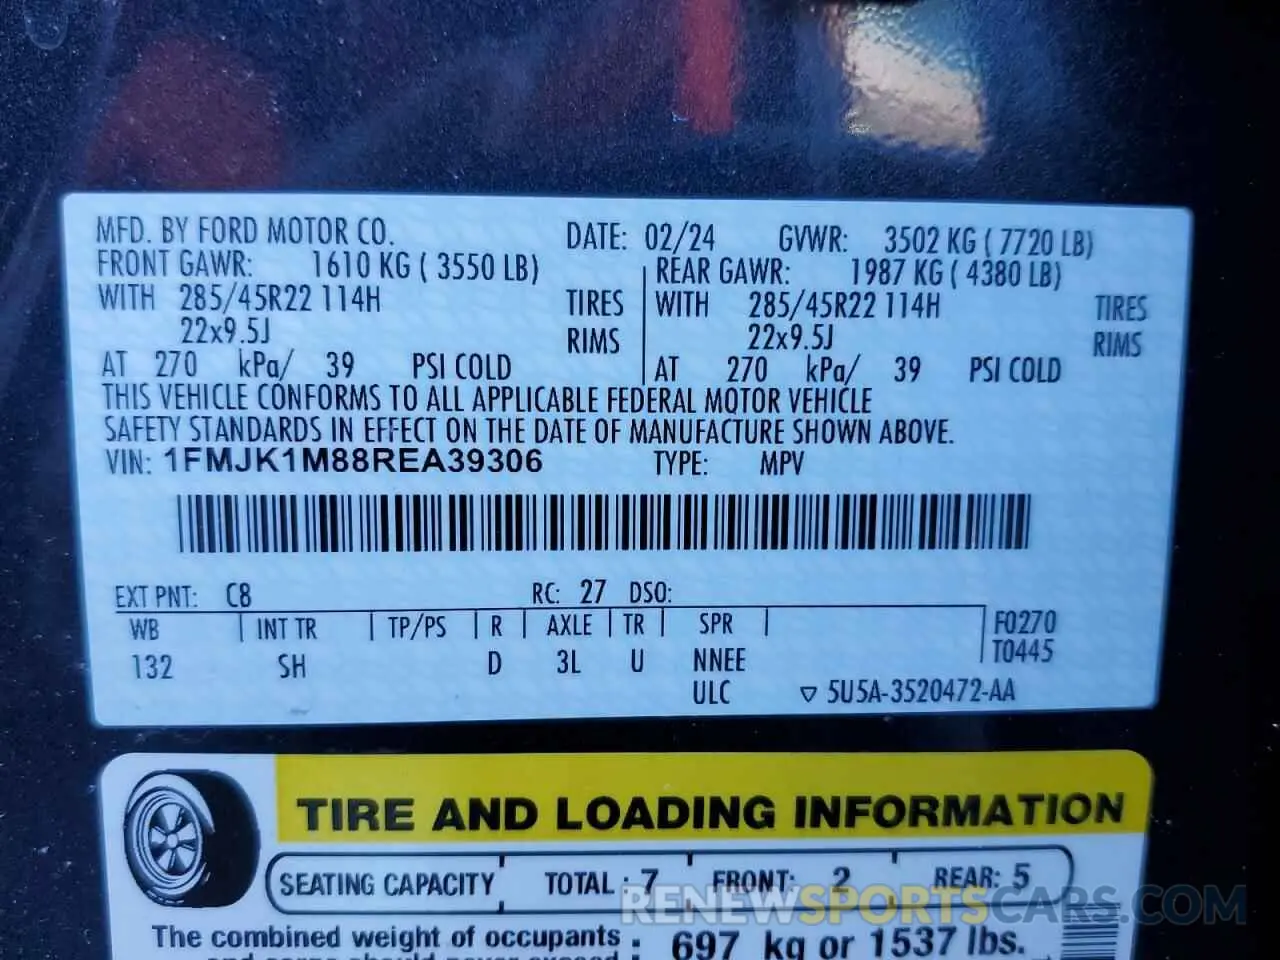 MFD. BY FORD MOTOR CO. DATE: 02/24 GVWR: 3502 KG ( 7720 LB)
FRONT GAWR: 1610 KG ( 3550 LB) REAR GAWR: 1987 KG ( 4380 LB)
WITH 285/45R22 114H TIRES WITH 285/45R22 114H TIRES
22x9.5J RIMS 22x9.5J RIMS
AT 270 kPa/ 39 PSI COLD AT 270 kPa/ 39 PSI COLD
THIS VEHICLE CONFORMS TO ALL APPLICABLE FEDERAL MOTOR VEHICLE
SAFETY STANDARDS IN EFFECT ON THE DATE OF MANUFACTURE SHOWN ABOVE.
VIN: 1FMJK1M88REA39306 TYPE: MPV
EXT PNT: C8 RC: 27 DSO:
WB INT TR TP/PS R AXLE TR SPR F0270
132 SH D 3L U NNEE T0445
ULC ▽ 5U5A-3520472-AA
TIRE AND LOADING INFORMATION
SEATING CAPACITY TOTAL : 7 FRONT: 2 REAR: 5
RENEWSPORTSCARS.COM
The combined weight of occupants : 697 kg or 1537 lbs.
and cargo should never exceed